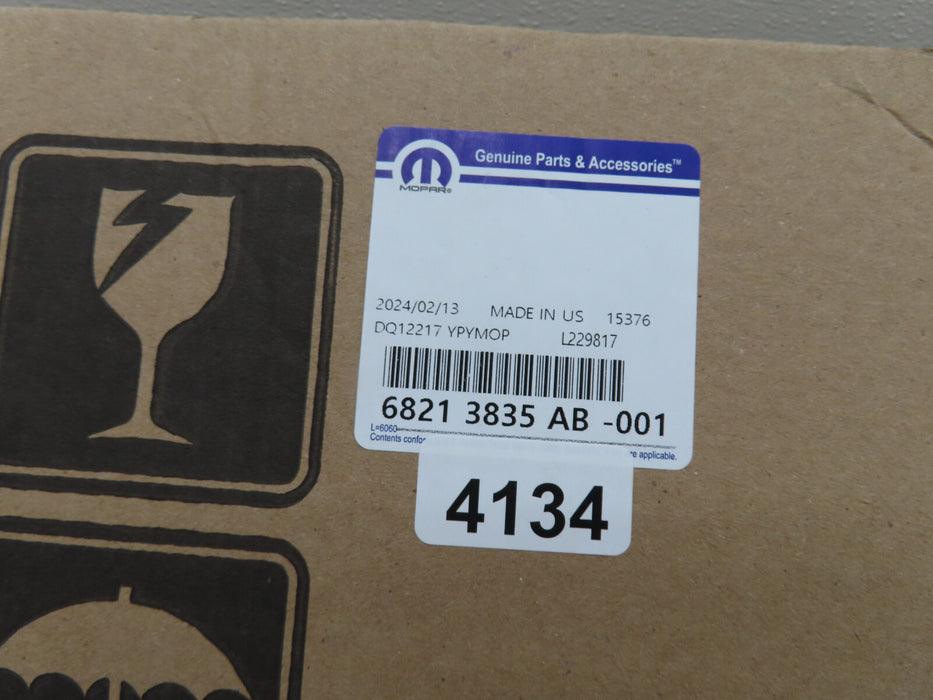 Genuine Parts & Accessories™
MOPAR®
2024/02/13 MADE IN US 15376
DQ12217 YPYMOP L229817
6821 3835 AB -001
L=6060
Contents confo
e applicable.
4134